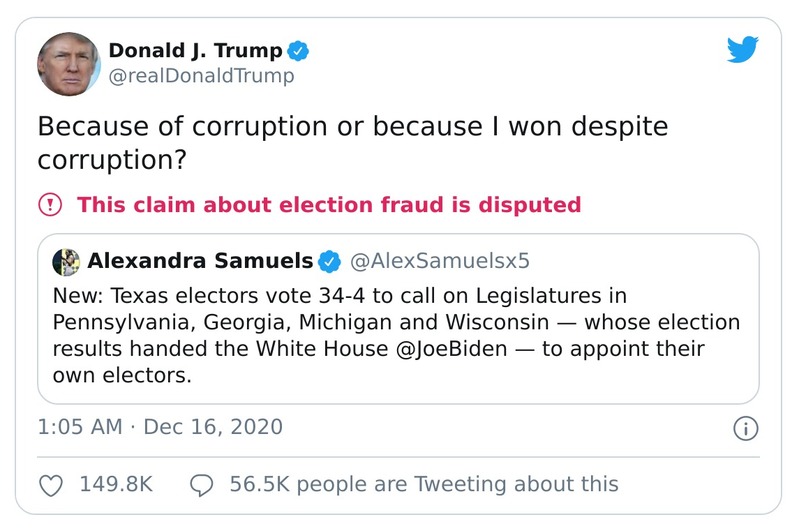 Donald J. Trump
@realDonaldTrump
Because of corruption or because I won despite
corruption?
This claim about election fraud is disputed
Alexandra Samuels @AlexSamuelsx5
New: Texas electors vote 34-4 to call on Legislatures in
Pennsylvania, Georgia, Michigan and Wisconsin — whose election
results handed the White House @JoeBiden — to appoint their
own electors.
1:05 AM · Dec 16, 2020
149.8K 56.5K people are Tweeting about this